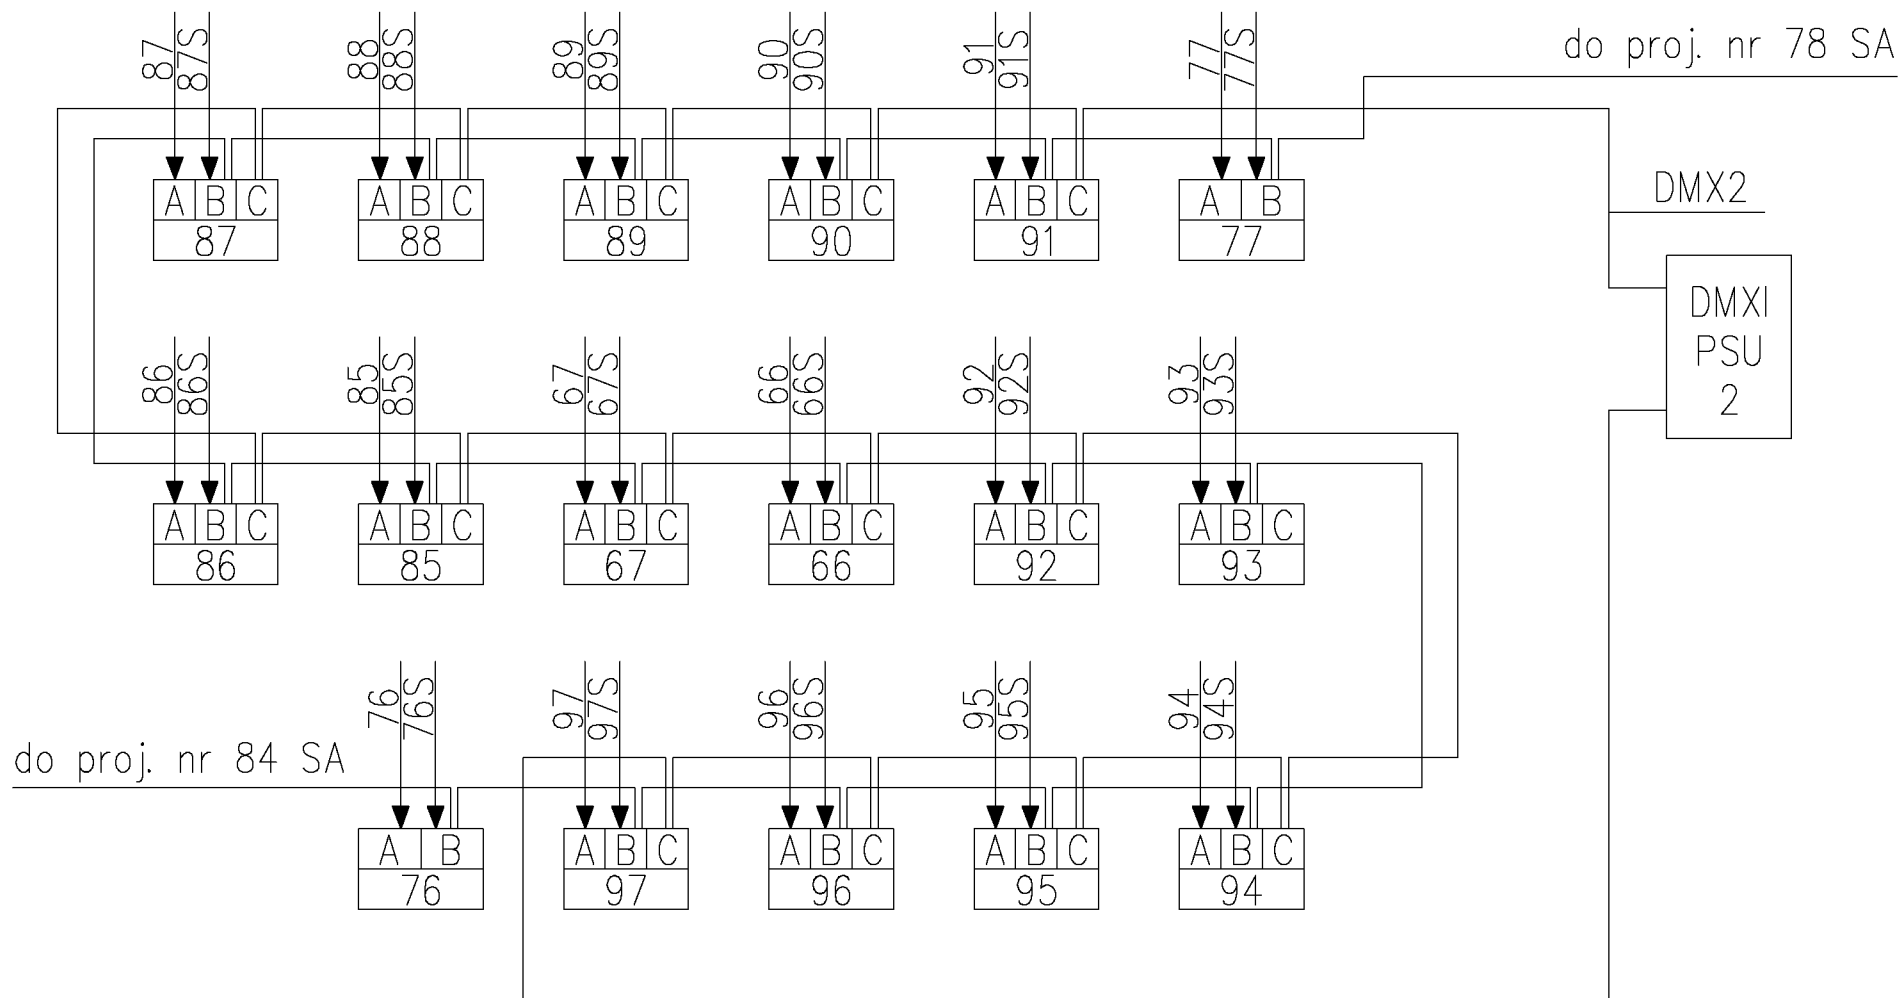 87
87S
88
88S
89
89S
90
90S
91
91S
77
77S
do proj. nr 78 SA
A B C
87
A B C
88
A B C
89
A B C
90
A B C
91
A B
77
DMX2
DMXI
PSU
2
86
86S
85
85S
67
67S
66
66S
92
92S
93
93S
A B C
86
A B C
85
A B C
67
A B C
66
A B C
92
A B C
93
76
76S
97
97S
96
96S
95
95S
94
94S
do proj. nr 84 SA
A B
76
A B C
97
A B C
96
A B C
95
A B C
94